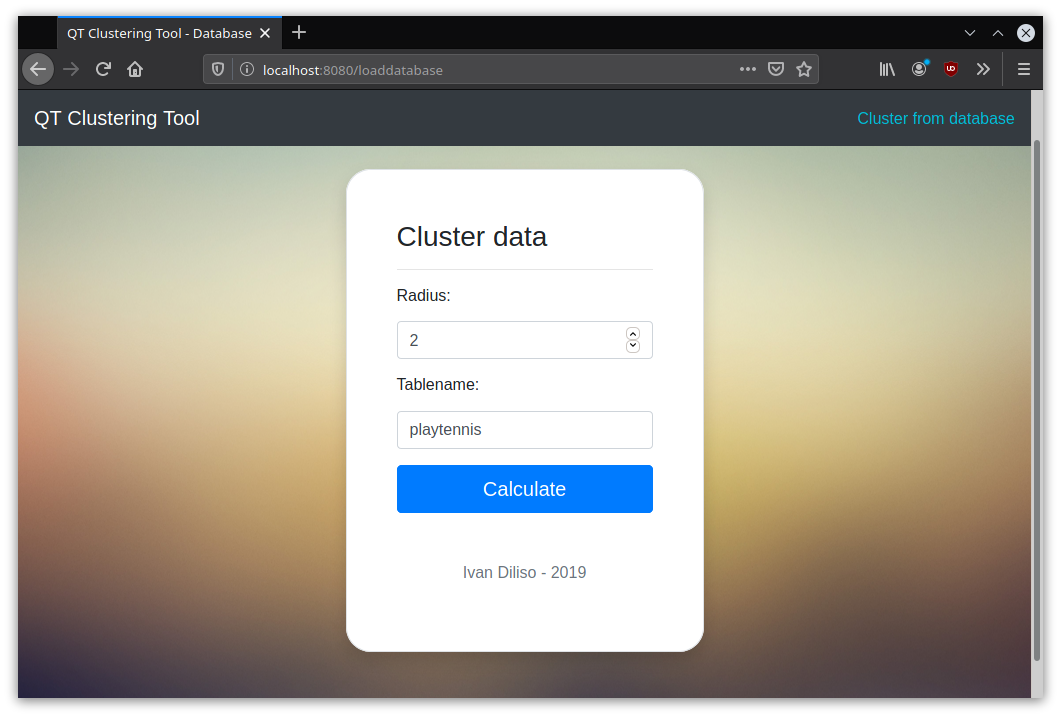 QT Clustering Tool - Database
localhost:8080/loaddatabase
QT Clustering Tool
Cluster from database
Cluster data
Radius:
2
Tablename:
playtennis
Calculate
Ivan Diliso - 2019